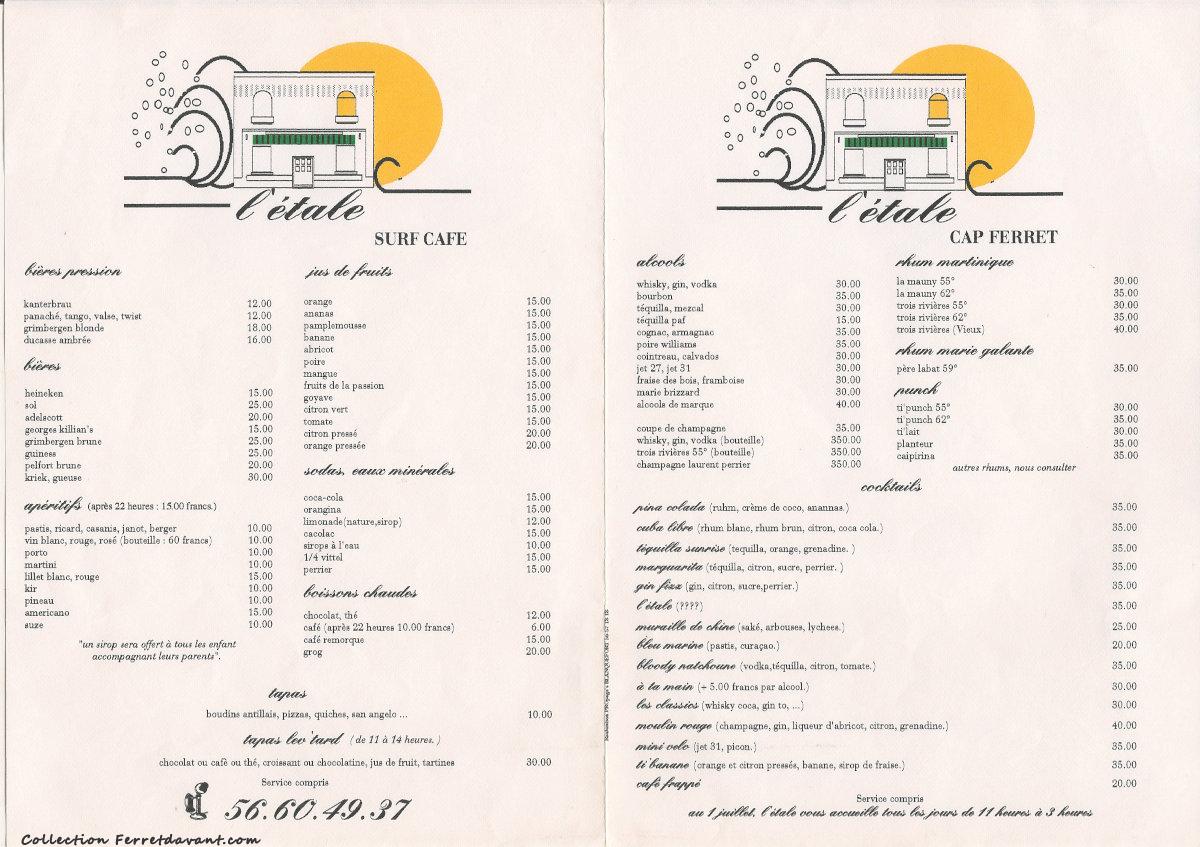 l'étale
SURF CAFE
bières pression
kanterbrau 12.00
panaché, tango, valse, twist 12.00
grimbergen blonde 18.00
ducasse ambrée 16.00
bières
heineken 15.00
sol 25.00
adelscott 20.00
georges killian's 15.00
grimbergen brune 25.00
guiness 25.00
pelfort brune 20.00
kriek, gueuse 30.00
apéritifs (après 22 heures : 15.00 francs.)
pastis, ricard, casanis, janot, berger 10.00
vin blanc, rouge, rosé (bouteille : 60 francs) 10.00
porto 10.00
martini 10.00
lillet blanc, rouge 15.00
kir 10.00
pineau 10.00
americano 15.00
suze 10.00
"un sirop sera offert à tous les enfant
accompagnant leurs parents".
jus de fruits
orange 15.00
ananas 15.00
pamplemousse 15.00
banane 15.00
abricot 15.00
poire 15.00
mangue 15.00
fruits de la passion 15.00
goyave 15.00
citron vert 15.00
tomate 15.00
citron pressé 20.00
orange pressée 20.00
sodas, eaux minérales
coca-cola 15.00
orangina 15.00
limonade(nature,sirop) 12.00
cacolac 15.00
sirops à l'eau 10,00
1/4 vittel 15.00
perrier 15.00
boissons chaudes
chocolat, thé 12.00
café (après 22 heures 10.00 francs) 6.00
café remorque 15.00
grog 20.00
tapas
boudins antillais, pizzas, quiches, san angelo ... 10.00
tapas lev'tard ( de 11 à 14 heures. )
chocolat ou cafè ou thé, croissant ou chocolatine, jus de fruit, tartines 30.00
Service compris
56.60.49.37
Collection Ferretdavant.com
l'étale
CAP FERRET
alcools
whisky, gin, vodka 30.00
bourbon 35.00
téquilla, mezcal 30.00
téquilla paf 15.00
cognac, armagnac 35.00
poire williams 35.00
cointreau, calvados 30.00
jet 27, jet 31 30.00
fraise des bois, framboise 30.00
marie brizzard 30.00
alcools de marque 40.00
coupe de champagne 35.00
whisky, gin, vodka (bouteille) 350.00
trois rivières 55° (bouteille) 350.00
champagne laurent perrier 350.00
rhum martinique
la mauny 55° 30.00
la mauny 62° 35.00
trois rivières 55° 30.00
trois rivières 62° 35.00
trois rivières (Vieux) 40.00
rhum marie galante
père labat 59° 35.00
punch
ti'punch 55° 30.00
ti'punch 62° 35.00
ti'lait 30.00
planteur 35.00
caipirina 35.00
autres rhums, nous consulter
cocktails
pina colada (ruhm, crème de coco, anannas.) 35.00
cuba libre (rhum blanc, rhum brun, citron, coca cola.) 35.00
téquilla sunrise (tequilla, orange, grenadine. ) 35.00
marguarita (téquilla, citron, sucre, perrier. ) 35.00
gin fizz (gin, citron, sucre,perrier.) 35.00
l'étale (????) 35.00
muraille de chine (saké, arbouses, lychees.) 25.00
bleu marine (pastis, curaçao.) 20.00
bloody natchoune (vodka,téquilla, citron, tomate.) 35.00
à ta main (+ 5.00 francs par alcool.) 30.00
les classics (whisky coca, gin to, ...) 30.00
moulin rouge (champagne, gin, liqueur d'abricot, citron, grenadine.) 40.00
mini velo (jet 31, picon.) 35.00
ti'banane (orange et citron pressés, banane, sirop de fraise.) 35.00
café frappé 20.00
Service compris
au 1 juillet, l'étale vous accueille tous les jours de 11 heures à 3 heures